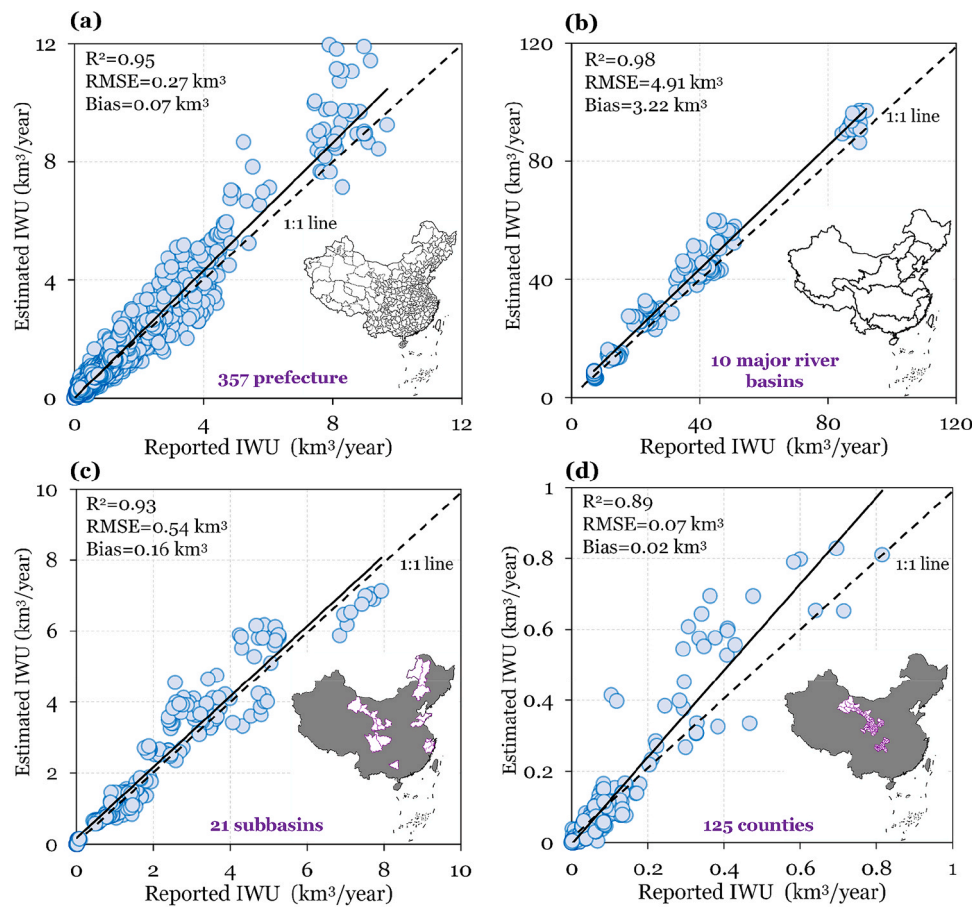 (a)
12
R²=0.95
RMSE=0.27 km³
Bias=0.07 km³
8
4
0
Estimated IWU (km³/year)
1:1 line
357 prefecture
0 4 8 12
Reported IWU (km³/year)
(b)
120
R²=0.98
RMSE=4.91 km³
Bias=3.22 km³
80
40
0
Estimated IWU (km³/year)
1:1 line
10 major river
basins
0 40 80 120
Reported IWU (km³/year)
(c)
10
R²=0.93
RMSE=0.54 km³
Bias=0.16 km³
8
6
4
2
0
Estimated IWU (km³/year)
1:1 line
21 subbasins
0 2 4 6 8 10
Reported IWU (km³/year)
(d)
1
R²=0.89
RMSE=0.07 km³
Bias=0.02 km³
0.8
0.6
0.4
0.2
0
Estimated IWU (km³/year)
1:1 line
125 counties
0 0.2 0.4 0.6 0.8 1
Reported IWU (km³/year)